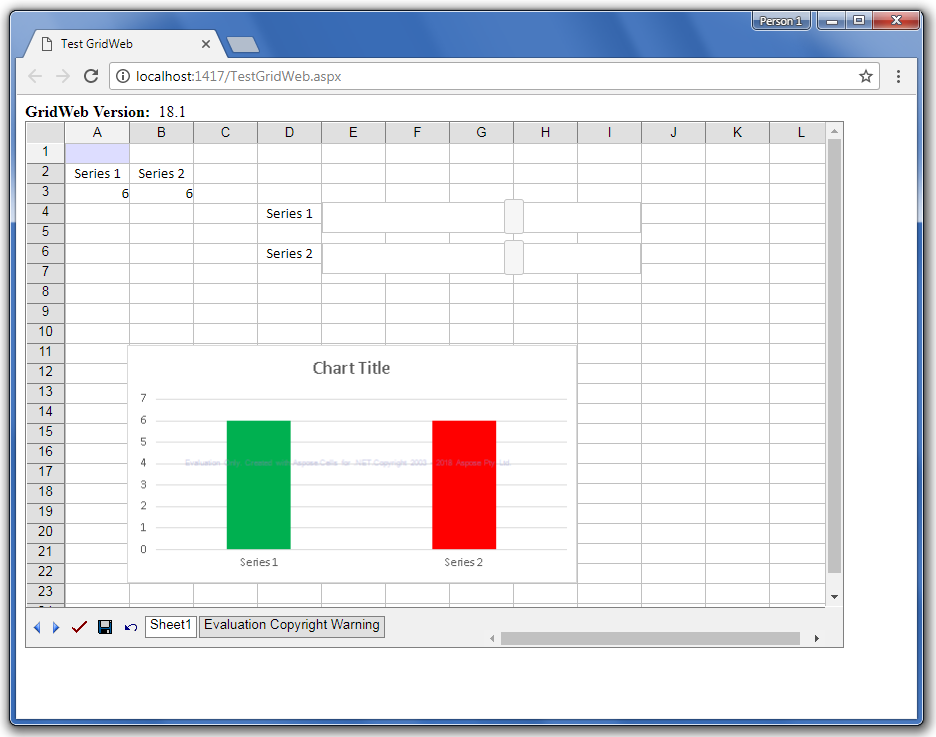 Person 1
Test GridWeb
localhost:1417/TestGridWeb.aspx
GridWeb Version: 18.1
A B C D E F G H I J K L
1
2 Series 1 Series 2
3 6 6
4 Series 1
5
6 Series 2
7
8
9
10
11
12
13
14
15
16
17
18
19
20
21
22
23
Chart Title
7
6
5
4
Evaluation Only. Created with Aspose.Cells for .NET.Copyright 2003 - 2018 Aspose Pty Ltd.
3
2
1
0
Series 1 Series 2
Sheet1 Evaluation Copyright Warning